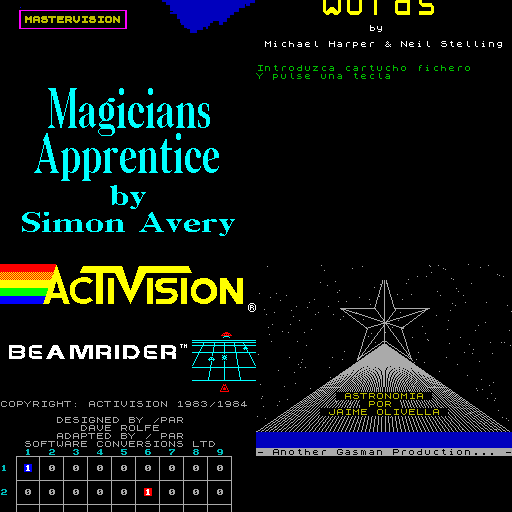 MASTERVISION
Magicians
Apprentice
by
Simon Avery
Words
by
Michael Harper & Neil Stelling
Introduzca cartucho fichero
Y pulse una tecla
ACTIVISION®
BEAMRIDER™
COPYRIGHT: ACTIVISION 1983/1984
DESIGNED BY /PAR
DAVE ROLFE
ADAPTED BY / PAR
SOFTWARE CONVERSIONS LTD
1 2 3 4 5 6 7 8 9
1 1 0 0 0 0 0 0 0 0
2 0 0 0 0 0 1 0 0 0
ASTRONOMIA
POR
JAIME OLIVELLA
- Another Gasman Production... -